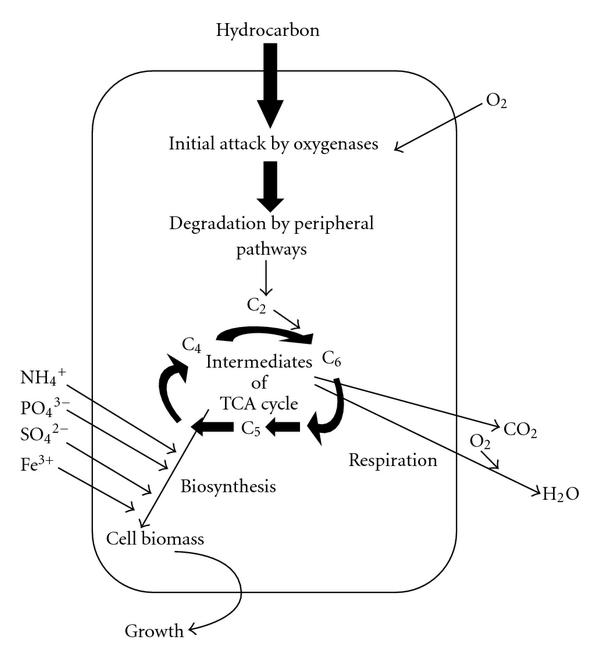 Hydrocarbon
O₂
Initial attack by oxygenases
Degradation by peripheral
pathways
C₂
C₄
C₆
Intermediates
of
TCA cycle
C₅
NH₄⁺
PO₄³⁻
SO₄²⁻
Fe³⁺
CO₂
O₂
Respiration
H₂O
Biosynthesis
Cell biomass
Growth